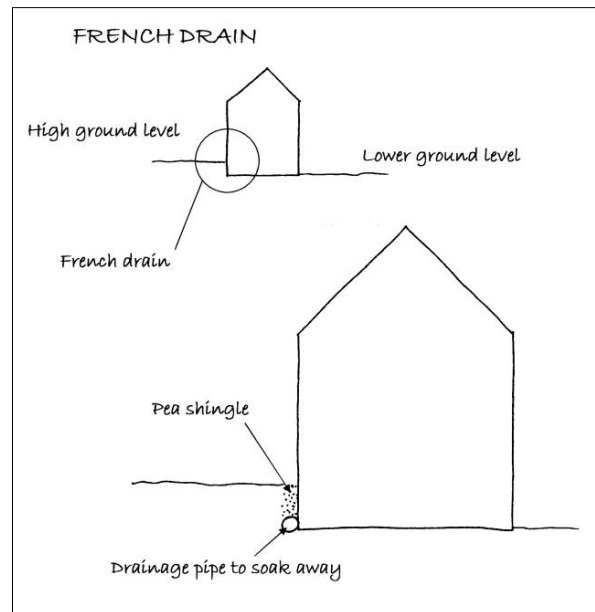 FRENCH DRAIN
High ground level
Lower ground level
French drain
Pea shingle
Drainage pipe to soak away